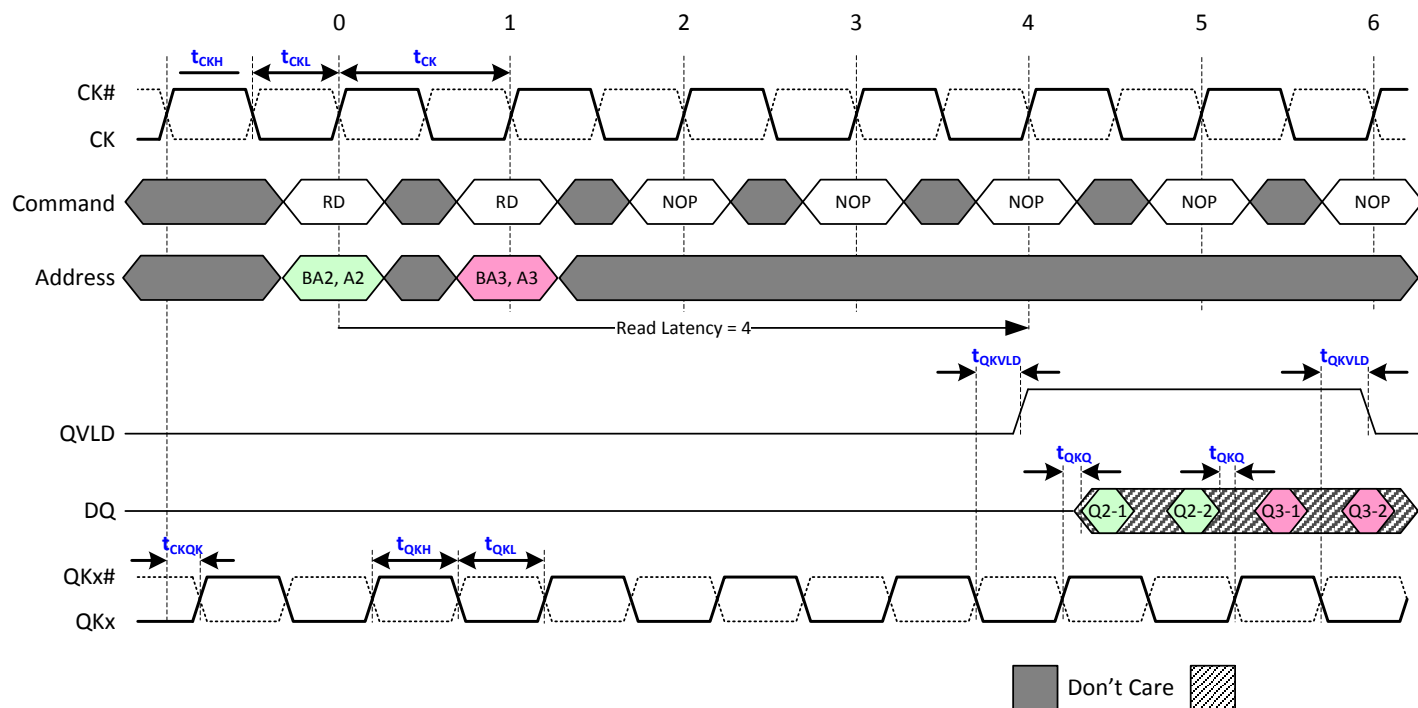 0 1 2 3 4 5 6
tCKH tCKL tCK
CK#
CK
Command RD RD NOP NOP NOP NOP NOP
Address BA2, A2 BA3, A3
Read Latency = 4
tQKVLD tQKVLD
QVLD
tQKQ tQKQ
DQ Q2-1 Q2-2 Q3-1 Q3-2
tCKQK tQKH tQKL
QKx#
QKx
Don't Care